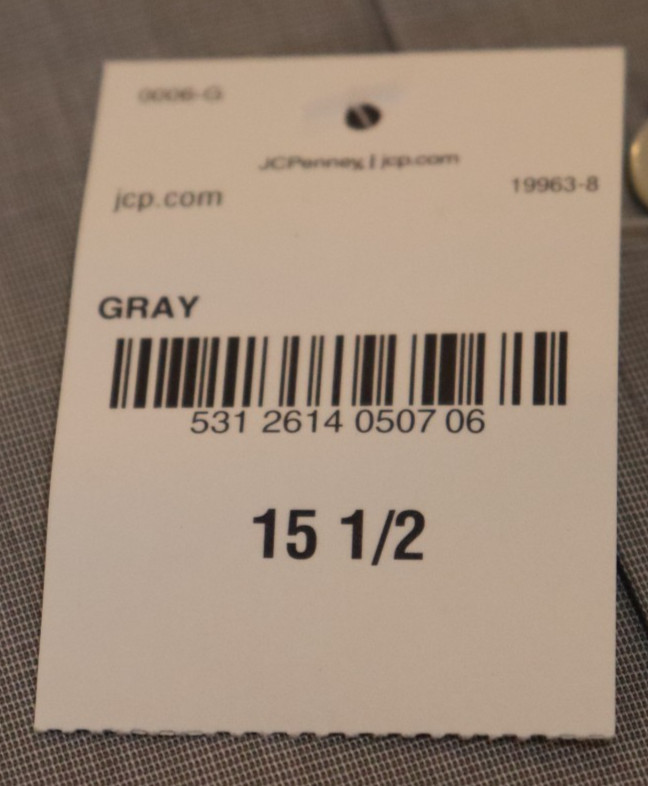 0006-G
JCPenney | jcp.com
19963-8
jcp.com
GRAY
531 2614 0507 06
15 1/2